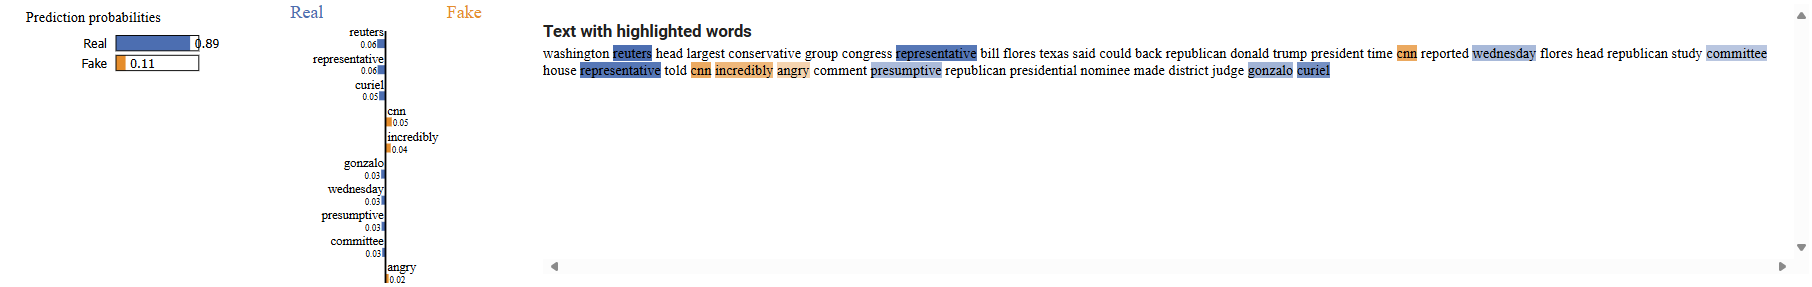 Prediction probabilities
Real 0.89
Fake 0.11
Real Fake
reuters
0.06
representative
0.06
curiel
0.05
cnn
0.05
incredibly
0.04
gonzalo
0.03
wednesday
0.03
presumptive
0.03
committee
0.03
angry
0.02
Text with highlighted words
washington reuters head largest conservative group congress representative bill flores texas said could back republican donald trump president time cnn reported wednesday flores head republican study committee
house representative told cnn incredibly angry comment presumptive republican presidential nominee made district judge gonzalo curiel